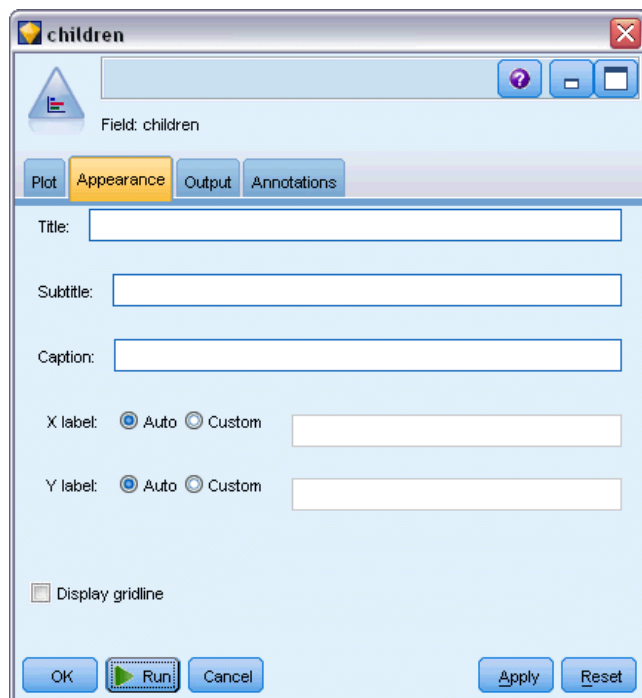 children
Field: children
Plot Appearance Output Annotations
Title:
Subtitle:
Caption:
X label: Auto Custom
Y label: Auto Custom
Display gridline
OK Run Cancel Apply Reset